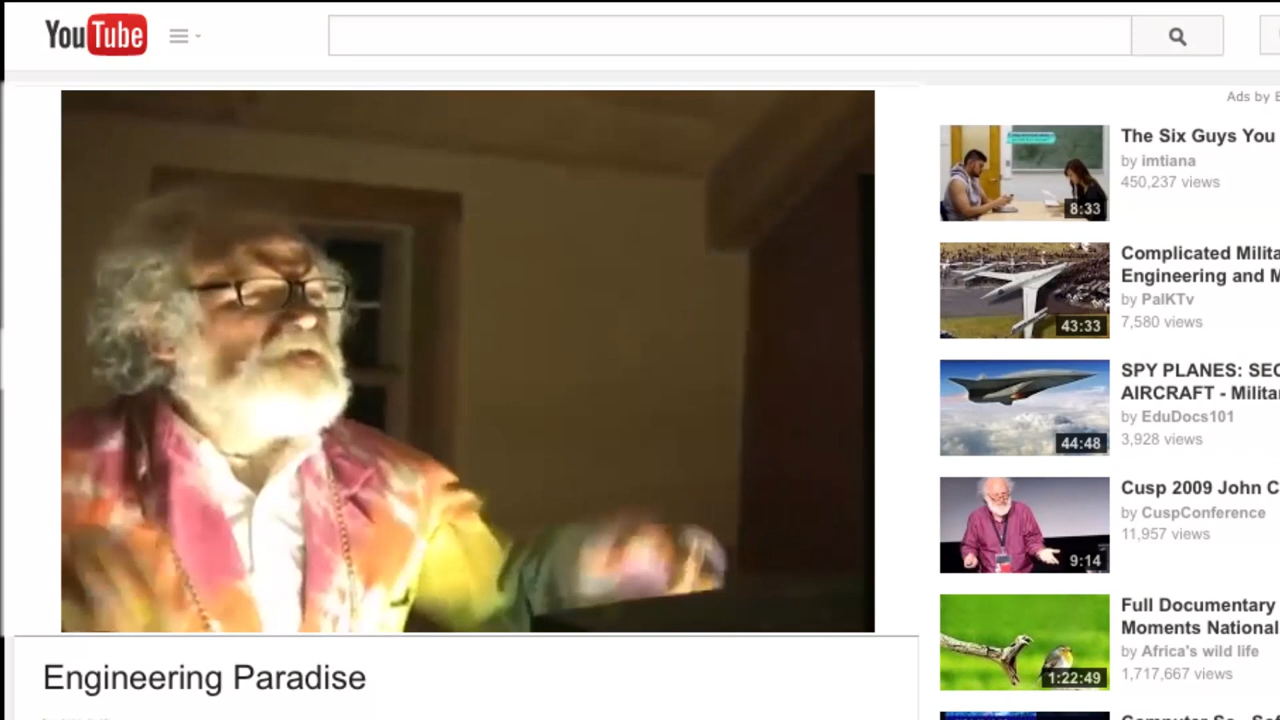 YouTube
Ads by
The Six Guys You
by imtiana
450,237 views
8:33
Complicated Milita
Engineering and M
by PalKTv
7,580 views
43:33
SPY PLANES: SEC
AIRCRAFT - Militar
by EduDocs101
3,928 views
44:48
Cusp 2009 John C
by CuspConference
11,957 views
9:14
Full Documentary
Moments National
by Africa's wild life
1,717,667 views
1:22:49
Engineering Paradise